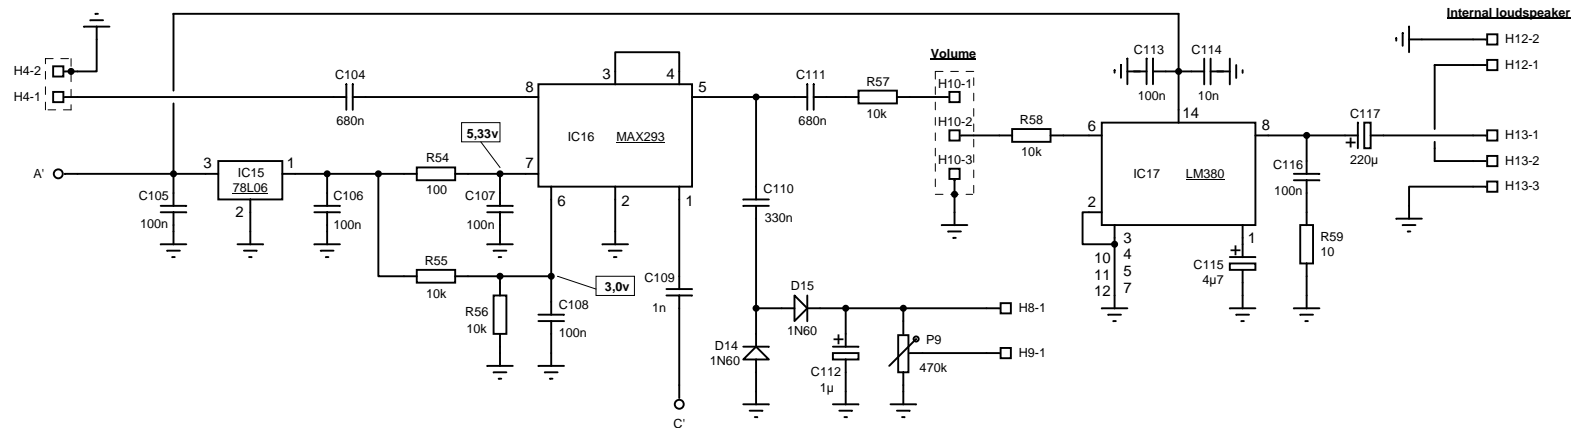 Internal loudspeaker
H4-2
H4-1
C104
680n
3
4
8
5
IC16
MAX293
5,33v
7
6
2
1
A'
3
IC15
78L06
1
2
C105
100n
C106
100n
R54
100
C107
100n
R55
10k
R56
10k
3,0v
C108
100n
C109
1n
C'
C111
680n
R57
10k
C110
330n
D15
1N60
D14
1N60
C112
1µ
P9
470k
H8-1
H9-1
Volume
H10-1
H10-2
H10-3
R58
10k
C113
100n
C114
10n
14
6
8
IC17
LM380
2
3
10
4
11
5
12
7
1
C115
4µ7
C116
100n
R59
10
C117
220µ
H12-2
H12-1
H13-1
H13-2
H13-3